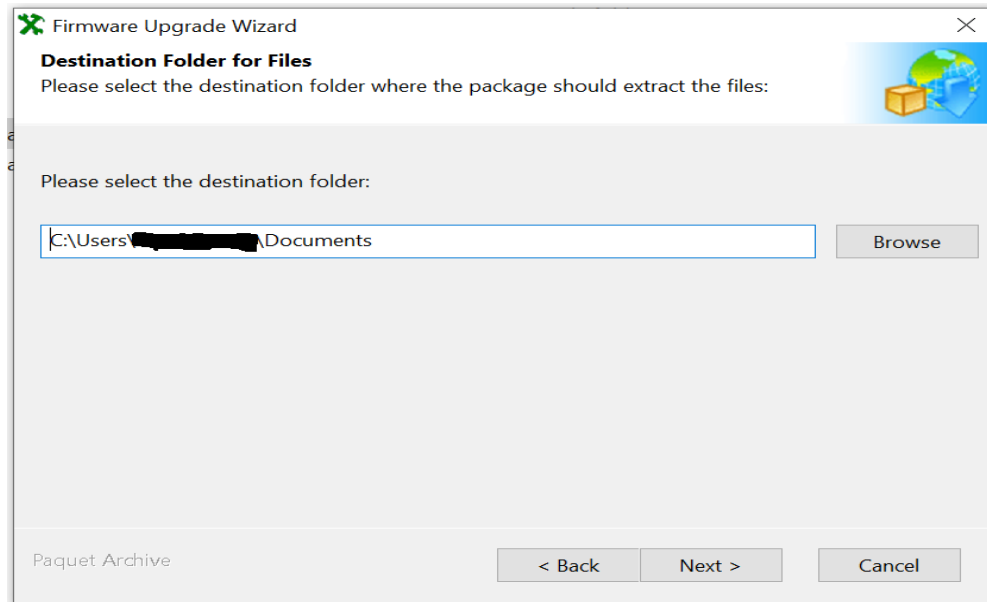 Firmware Upgrade Wizard
Destination Folder for Files
Please select the destination folder where the package should extract the files:
Please select the destination folder:
C:\Users\ \Documents
Browse
Paquet Archive
< Back
Next >
Cancel